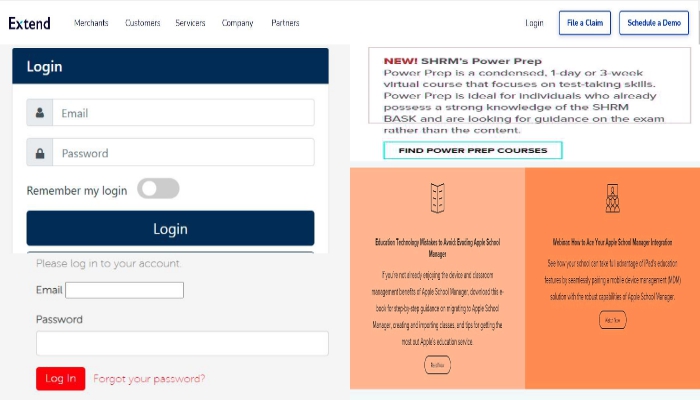 Extend
Merchants Customers Servicers Company Partners Login File a Claim Schedule a Demo
Login
Email
Password
Remember my login
Login
Please log in to your account.
Email
Password
Log In Forgot your password?
NEW! SHRM's Power Prep
Power Prep is a condensed, 1-day or 3-week
virtual course that focuses on test-taking skills.
Power Prep is ideal for individuals who already
possess a strong knowledge of the SHRM
BASK and are looking for guidance on the exam
rather than the content.
FIND POWER PREP COURSES
Education Technology Mistakes to Avoid: Evading Apple School
Manager
If you're not already enjoying the device and classroom
management benefits of Apple School Manager, download this e-
book for step-by-step guidance or migrating to Apple School
Manager, creating and importing classes, and tips for getting the
most out Apple's education service.
Read Now
Webinar: How to Ace Your Apple School Manager Integration
See how your school can take full advantage of iPad's education
features by seamlessly pairing a mobile device management (MDM)
solution with the robust capabilities of Apple School Manager.
Watch Now